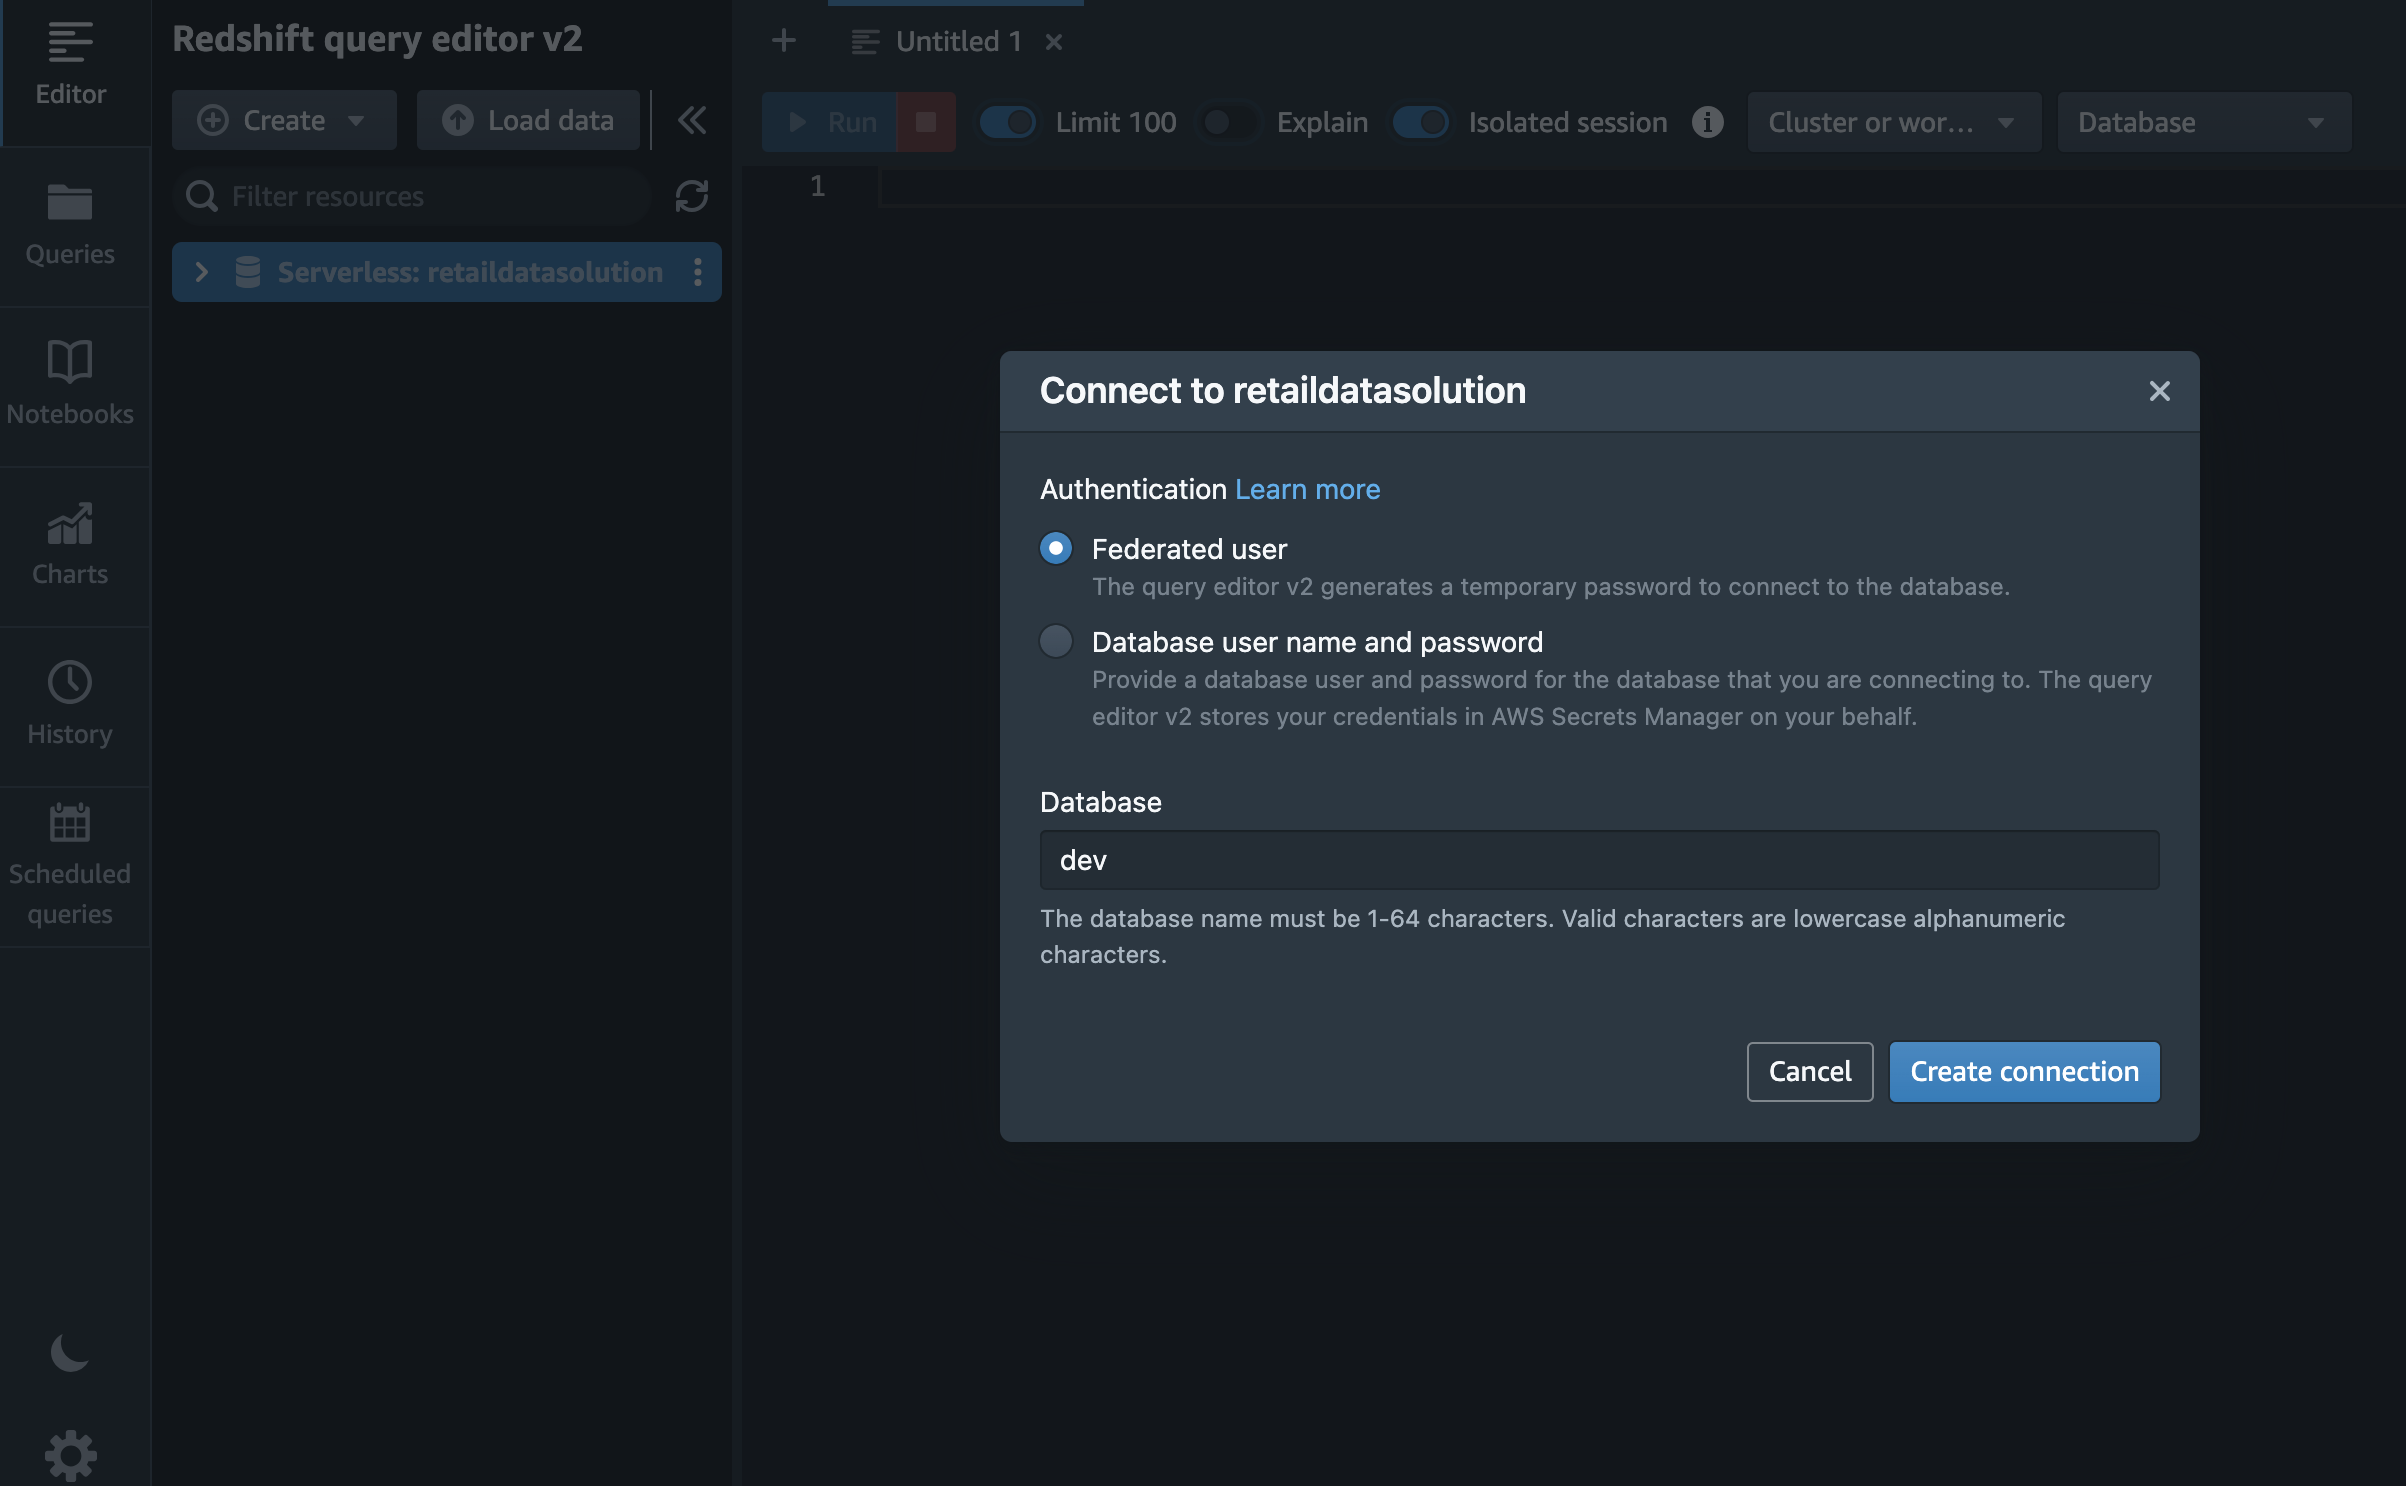 Editor
Queries
Notebooks
Charts
History
Scheduled
queries
Redshift query editor v2
Create
Load data
Filter resources
Serverless: retaildatasolution
Untitled 1
Run
Limit 100
Explain
Isolated session
Cluster or wor...
Database
1
Connect to retaildatasolution
Authentication Learn more
Federated user
The query editor v2 generates a temporary password to connect to the database.
Database user name and password
Provide a database user and password for the database that you are connecting to. The query
editor v2 stores your credentials in AWS Secrets Manager on your behalf.
Database
dev
The database name must be 1-64 characters. Valid characters are lowercase alphanumeric
characters.
Cancel
Create connection